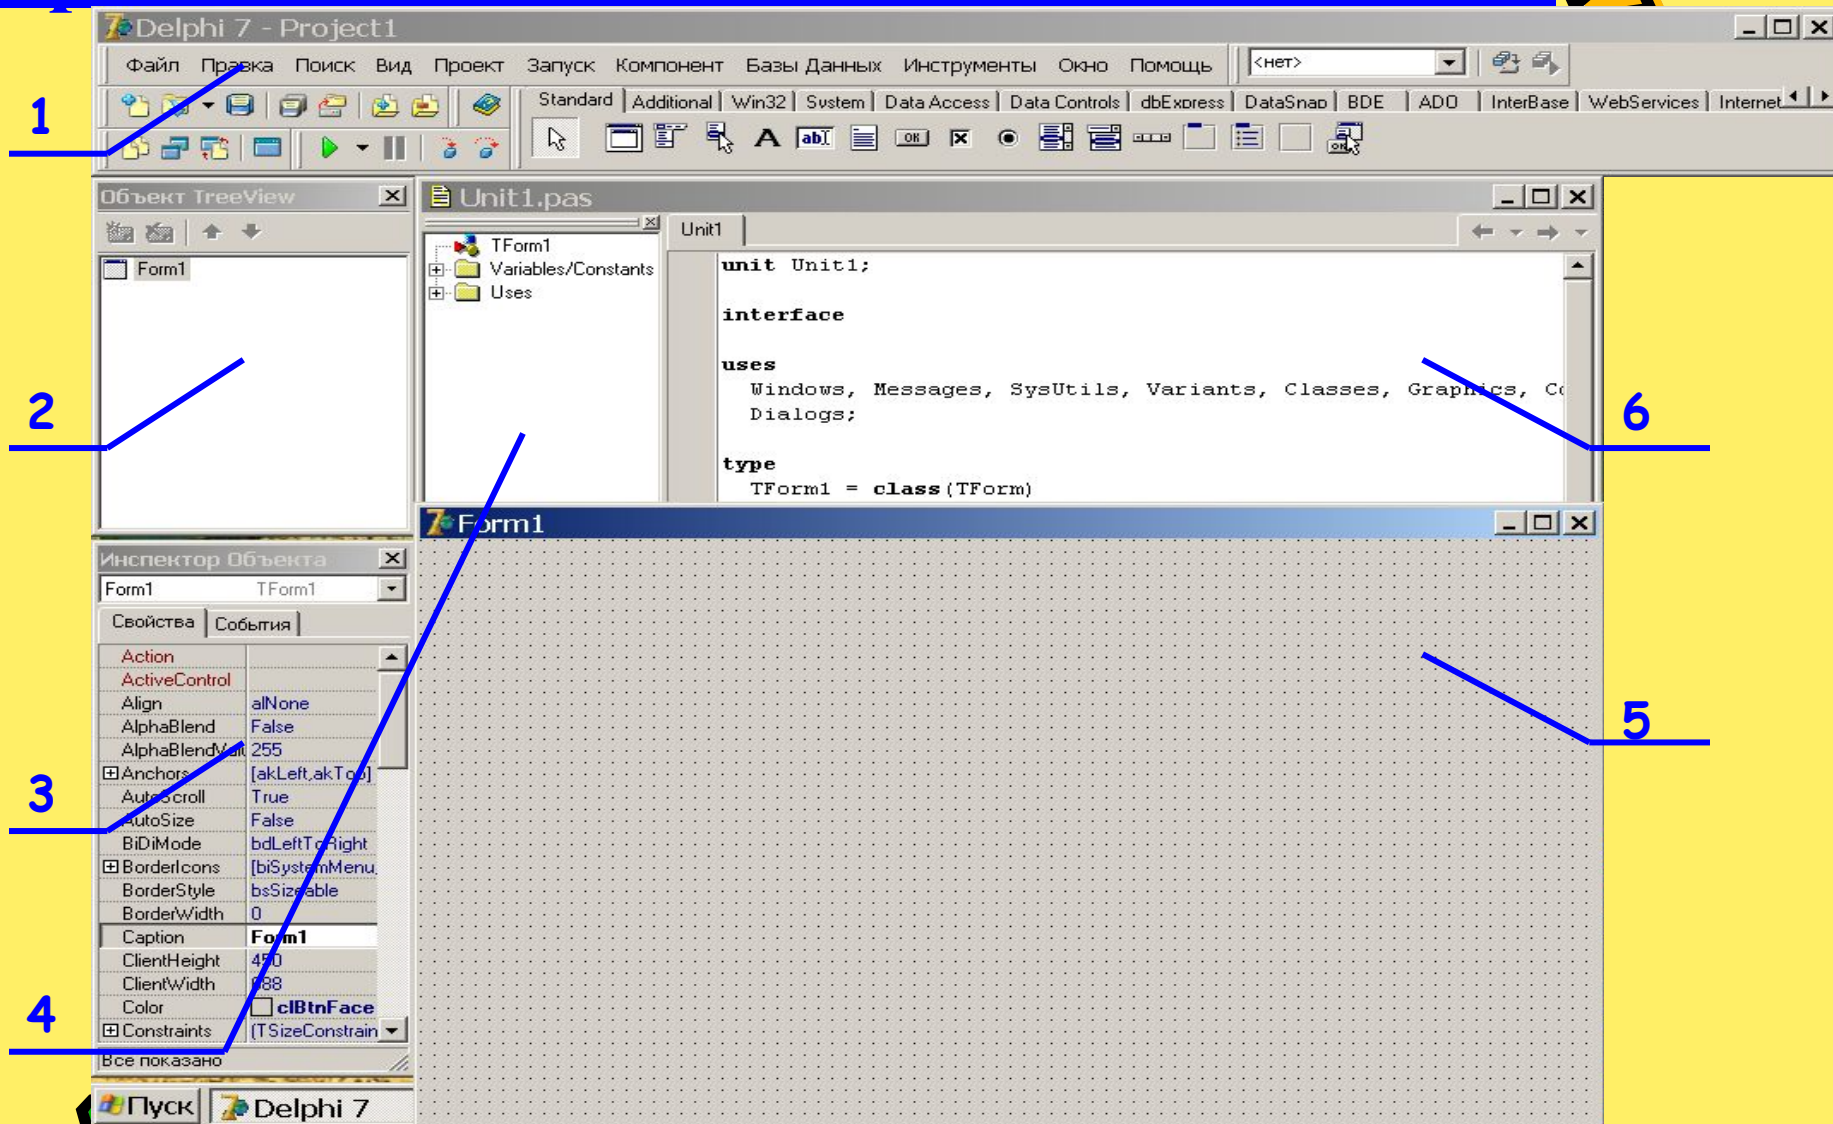 Delphi 7 - Project1
Файл Правка Поиск Вид Проект Запуск Компонент Базы Данных Инструменты Окно Помощь <нет>
Standard Additional Win32 System Data Access Data Controls dbExpress DataSnap BDE ADO InterBase WebServices Internet
1
Объект TreeView
Form1
2
Unit1.pas
TForm1
Variables/Constants
Uses
Unit1
unit Unit1;
interface
uses
Windows, Messages, SysUtils, Variants, Classes, Graphics,
Dialogs;
type
TForm1 = class(TForm)
6
Form1
5
Инспектор Объекта
Form1 TForm1
Свойства События
Action
ActiveControl
Align alNone
AlphaBlend False
255
Anchors [akLeft,akTop]
AutoScroll True
AutoSize False
BiDiMode bdLeftToRight
BorderIcons [biSystemMenu,
BorderStyle bsSizeable
BorderWidth 0
Caption Form1
ClientHeight 450
ClientWidth
Color clBtnFace
Constraints (TSizeConstrain
Все показано
3
4
Пуск Delphi 7